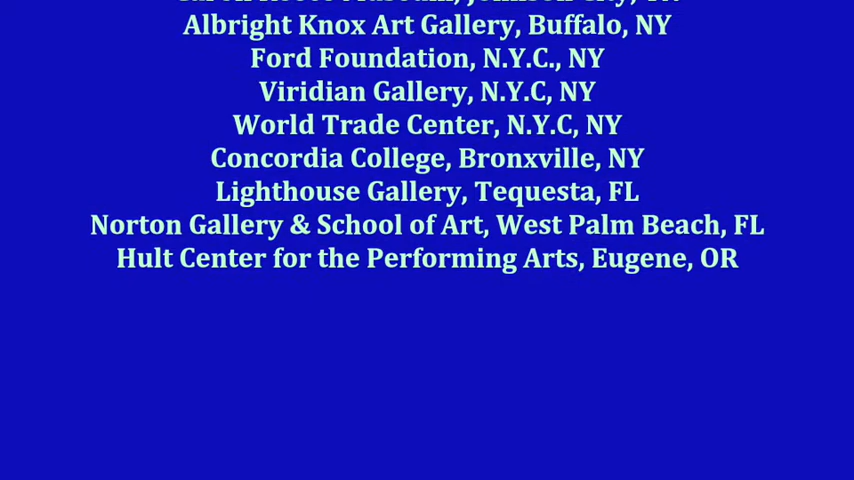 Albright Knox Art Gallery, Buffalo, NY
Ford Foundation, N.Y.C., NY
Viridian Gallery, N.Y.C, NY
World Trade Center, N.Y.C, NY
Concordia College, Bronxville, NY
Lighthouse Gallery, Tequesta, FL
Norton Gallery & School of Art, West Palm Beach, FL
Hult Center for the Performing Arts, Eugene, OR